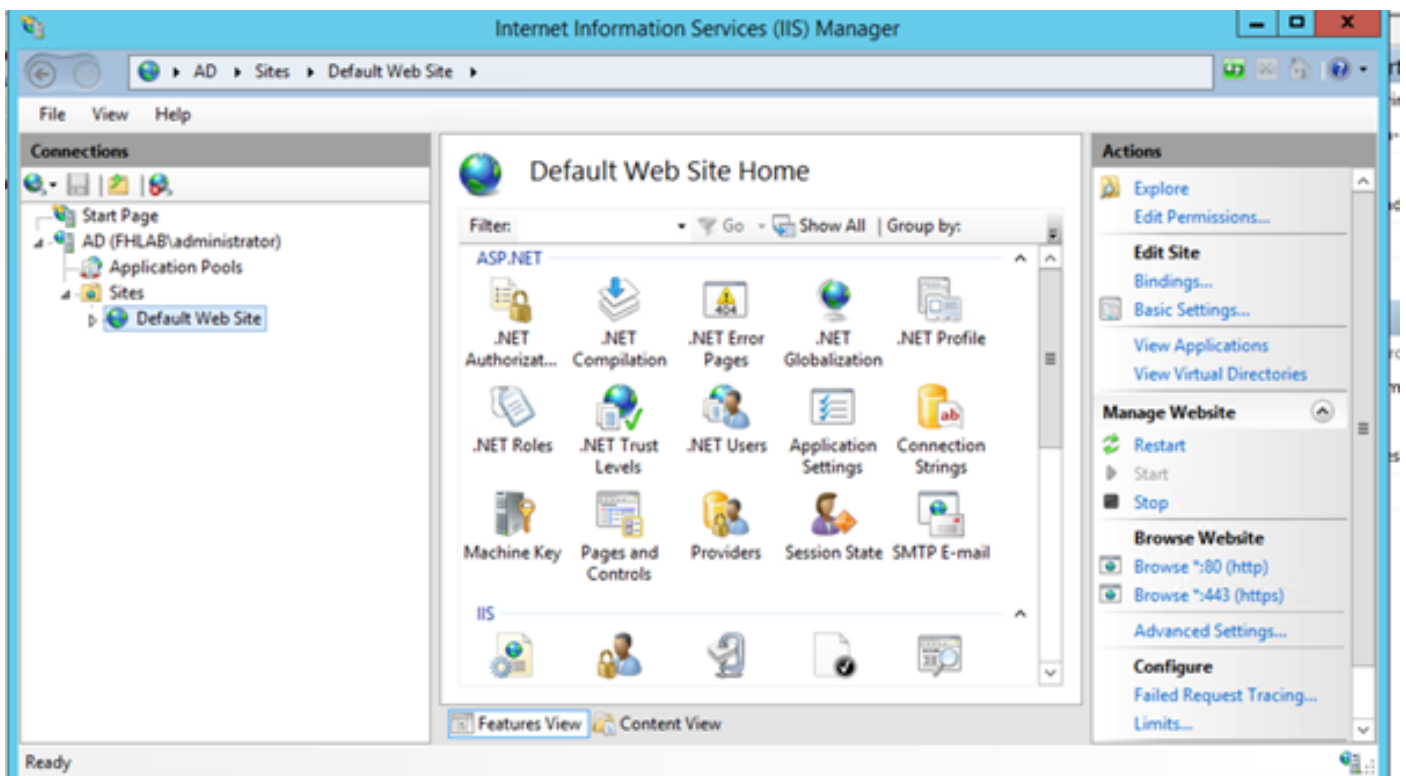 Internet Information Services (IIS) Manager
AD Sites Default Web Site
File View Help
Connections
Start Page
AD (FHLAB\administrator)
Application Pools
Sites
Default Web Site
Default Web Site Home
Filter: Go Show All Group by:
ASP.NET
.NET Authorizat...
.NET Compilation
.NET Error Pages
404
.NET Globalization
.NET Profile
.NET Roles
.NET Trust Levels
.NET Users
Application Settings
ab
Connection Strings
Machine Key
Pages and Controls
Providers
Session State
SMTP E-mail
IIS
Features View Content View
Actions
Explore
Edit Permissions...
Edit Site
Bindings...
Basic Settings...
View Applications
View Virtual Directories
Manage Website
Restart
Start
Stop
Browse Website
Browse *:80 (http)
Browse *:443 (https)
Advanced Settings...
Configure
Failed Request Tracing...
Limits...
Ready